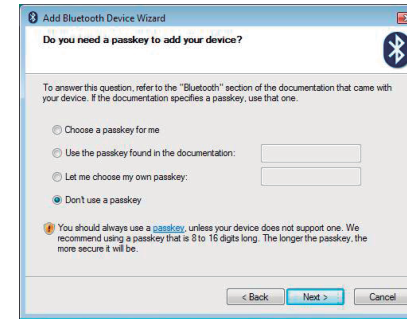 Add Bluetooth Device Wizard
Do you need a passkey to add your device?
To answer this question, refer to the "Bluetooth" section of the documentation that came with
your device. If the documentation specifies a passkey, use that one.
Choose a passkey for me
Use the passkey found in the documentation:
Let me choose my own passkey:
Don't use a passkey
You should always use a passkey, unless your device does not support one. We
recommend using a passkey that is 8 to 16 digits long. The longer the passkey, the
more secure it will be.
< Back Next > Cancel